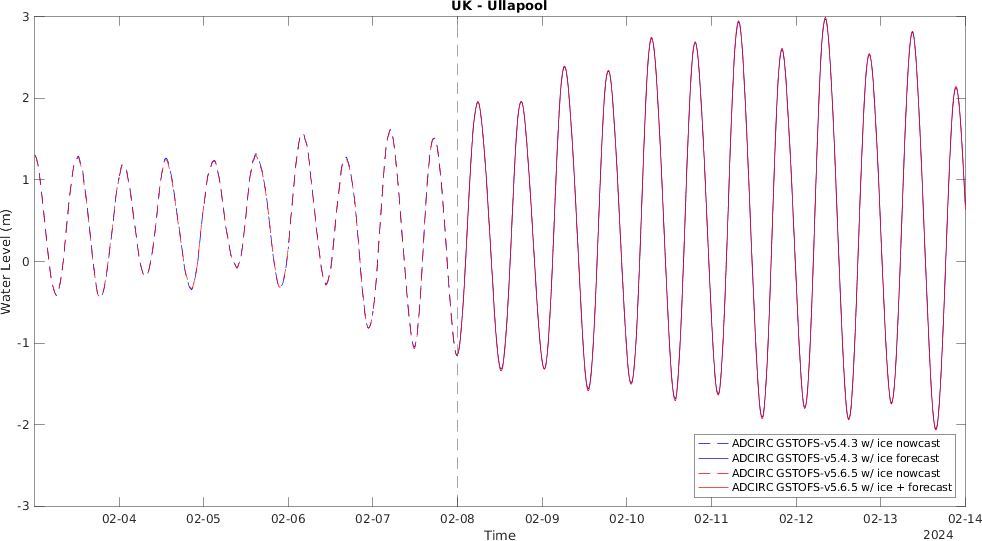 UK - Ullapool
Water Level (m)
3
2
1
0
-1
-2
-3
ADCIRC GSTOFS-v5.4.3 w/ ice nowcast
ADCIRC GSTOFS-v5.4.3 w/ ice forecast
ADCIRC GSTOFS-v5.6.5 w/ ice nowcast
ADCIRC GSTOFS-v5.6.5 w/ ice + forecast
02-04 02-05 02-06 02-07 02-08 02-09 02-10 02-11 02-12 02-13 02-14
Time
2024